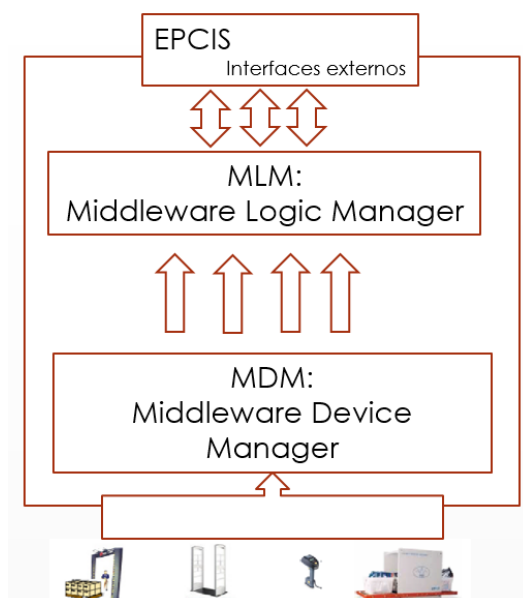 EPCIS
Interfaces externos
MLM:
Middleware Logic Manager
MDM:
Middleware Device
Manager